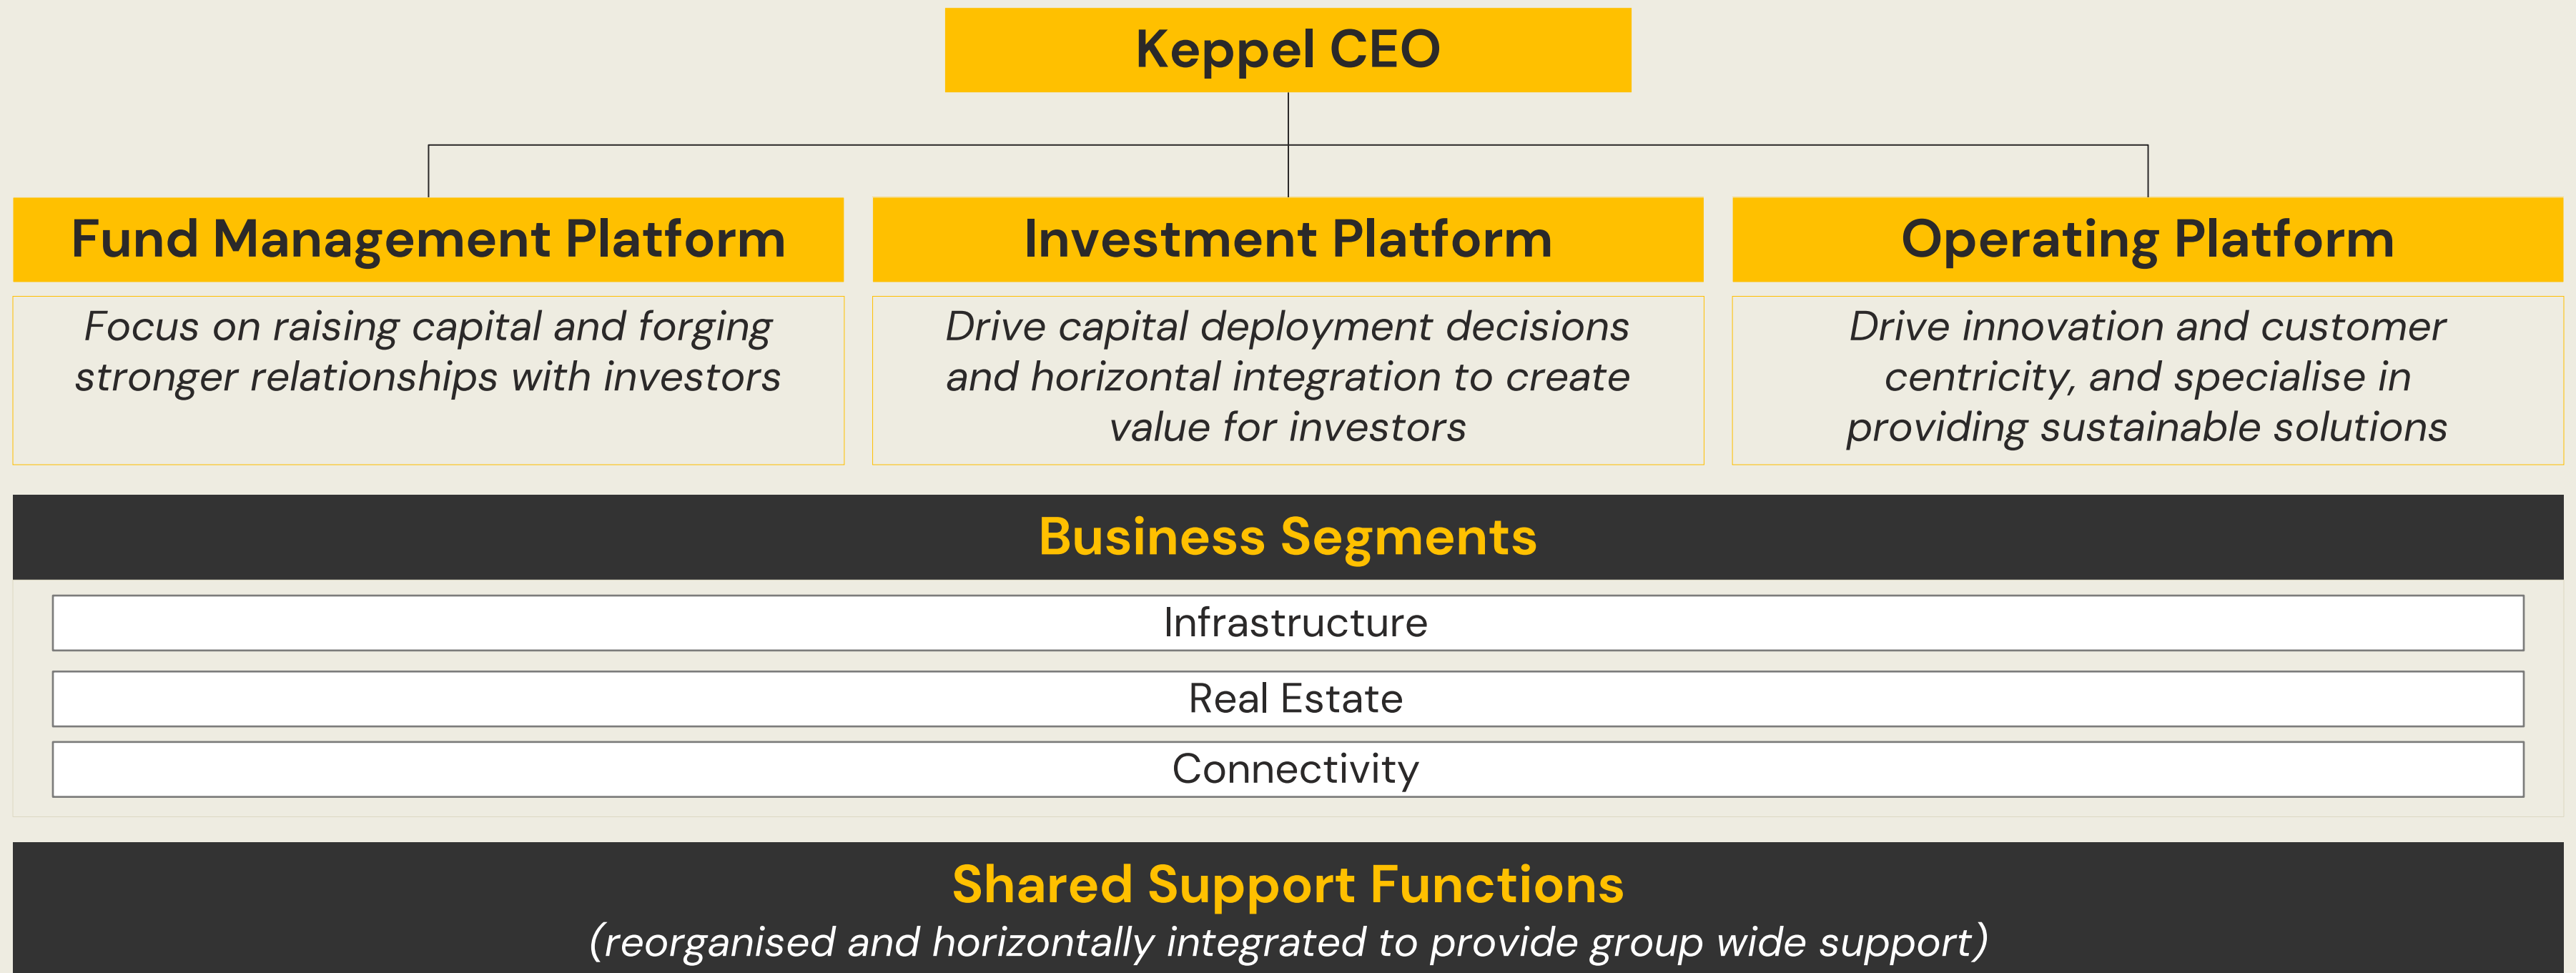 Keppel CEO
Fund Management Platform
Focus on raising capital and forging
stronger relationships with investors
Investment Platform
Drive capital deployment decisions
and horizontal integration to create
value for investors
Operating Platform
Drive innovation and customer
centricity, and specialise in
providing sustainable solutions
Business Segments
Infrastructure
Real Estate
Connectivity
Shared Support Functions
(reorganised and horizontally integrated to provide group wide support)